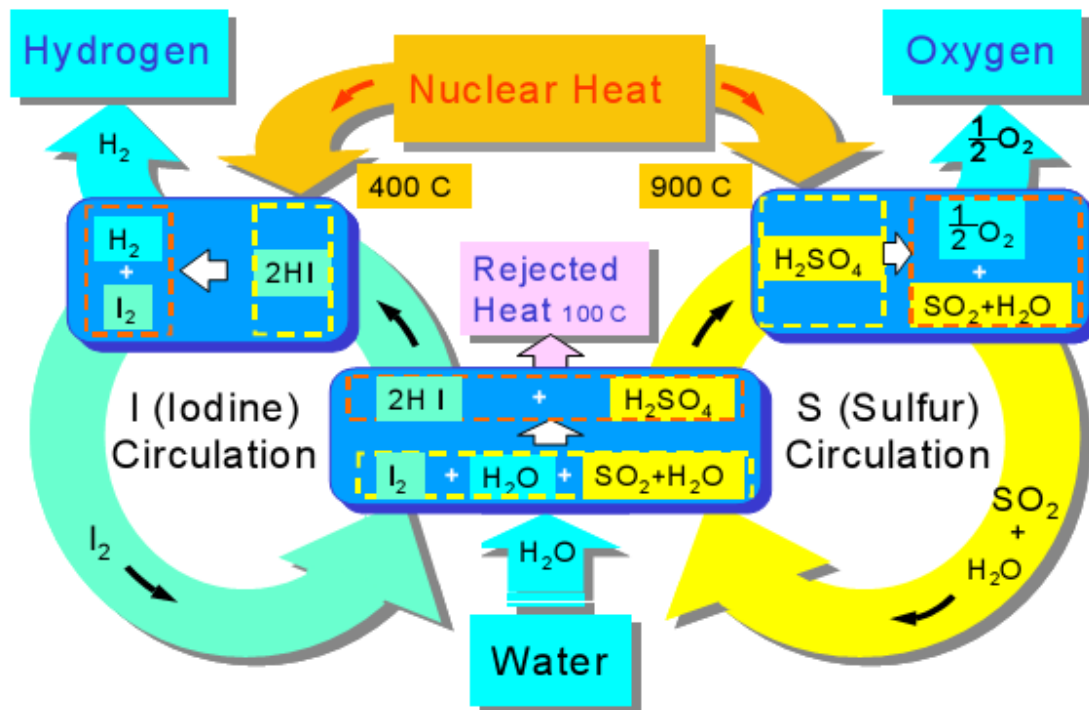 Hydrogen
Nuclear Heat
Oxygen
H₂
½O₂
400 C
900 C
H₂
+
I₂
2HI
H₂SO₄
½O₂
+
SO₂+H₂O
Rejected
Heat 100 C
2H I + H₂SO₄
I₂ + H₂O + SO₂+H₂O
I (Iodine)
Circulation
S (Sulfur)
Circulation
I₂
H₂O
SO₂
+
H₂O
Water